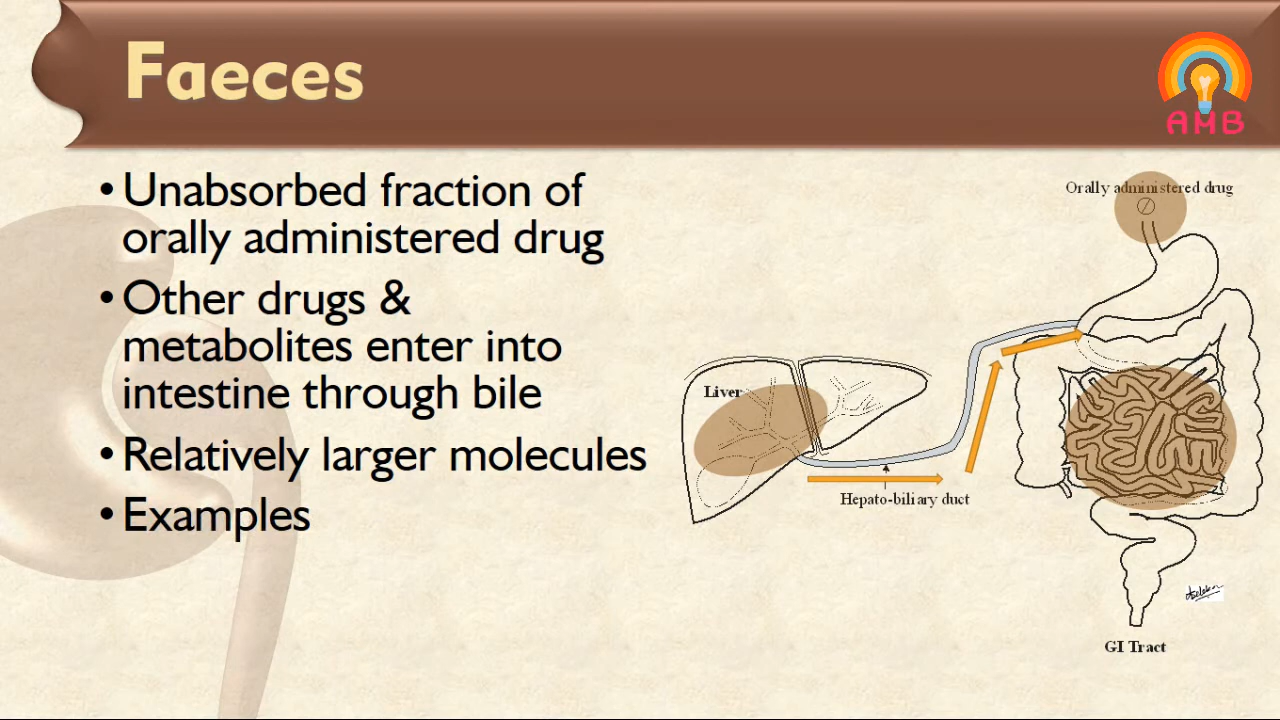 Faeces
AMB
• Unabsorbed fraction of
orally administered drug
• Other drugs &
metabolites enter into
intestine through bile
• Relatively larger molecules
• Examples
Orally administered drug
Liver
Hepato-biliary duct
GI Tract